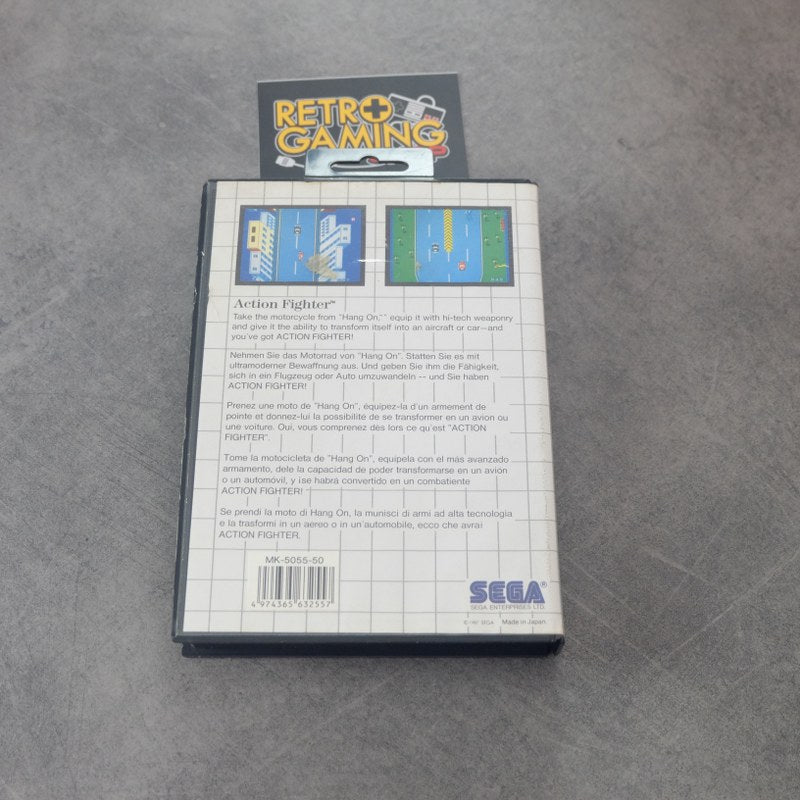 RETRO
GAMING
Action Fighter™
Take the motorcycle from "Hang On," equip it with hi-tech weaponry
and give it the ability to transform itself into an aircraft or car—and
you've got ACTION FIGHTER!
Nehmen Sie das Motorrad von "Hang On". Statten Sie es mit
ultramoderner Bewaffnung aus. Und geben Sie ihm die Fähigkeit,
sich in ein Flugzeug oder Auto umzuwandeln -- und Sie haben
ACTION FIGHTER!
Prenez une moto de "Hang On", équipez-la d'un armement de
pointe et donnez-lui la possibilité de se transformer en un avion ou
une voiture. Oui, vous comprenez dès lors ce qu'est "ACTION
FIGHTER".
Tome la motocicleta de "Hang On", equipela con el más avanzado
armamento, dele la capacidad de poder transformarse en un avion
o un automóvil, y ¡se habrá convertido en un combatiente
ACTION FIGHTER!
Se prendi la moto di Hang On, la munisci di armi ad alta tecnologia
e la trasformi in un aereo o in un automobile, ecco che avrai
ACTION FIGHTER.
MK-5055-50
4 974365 632557
SEGA®
SEGA ENTERPRISES LTD.
© 1987 SEGA Made in Japan